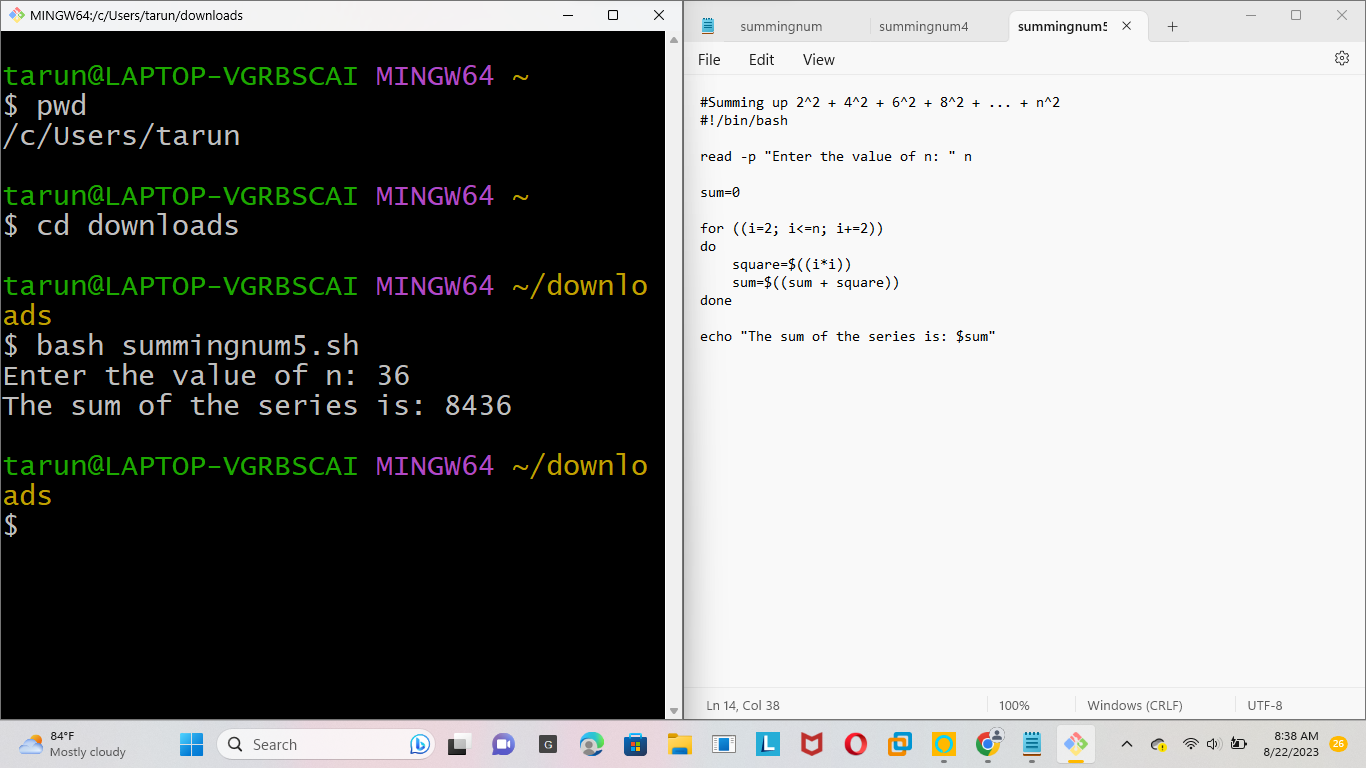 MINGW64:/c/Users/tarun/downloads
tarun@LAPTOP-VGRBSCAI MINGW64 ~
$ pwd
/c/Users/tarun
tarun@LAPTOP-VGRBSCAI MINGW64 ~
$ cd downloads
tarun@LAPTOP-VGRBSCAI MINGW64 ~/downlo
ads
$ bash summingnum5.sh
Enter the value of n: 36
The sum of the series is: 8436
tarun@LAPTOP-VGRBSCAI MINGW64 ~/downlo
ads
$
summingnum summingnum4 summingnum5
File Edit View
#Summing up 2^2 + 4^2 + 6^2 + 8^2 + ... + n^2
#!/bin/bash
read -p "Enter the value of n: " n
sum=0
for ((i=2; i<=n; i+=2))
do
    square=$((i*i))
    sum=$((sum + square))
done
echo "The sum of the series is: $sum"
Ln 14, Col 38 100% Windows (CRLF) UTF-8
84°F
Mostly cloudy
Search
G
L
8:38 AM
8/22/2023
26